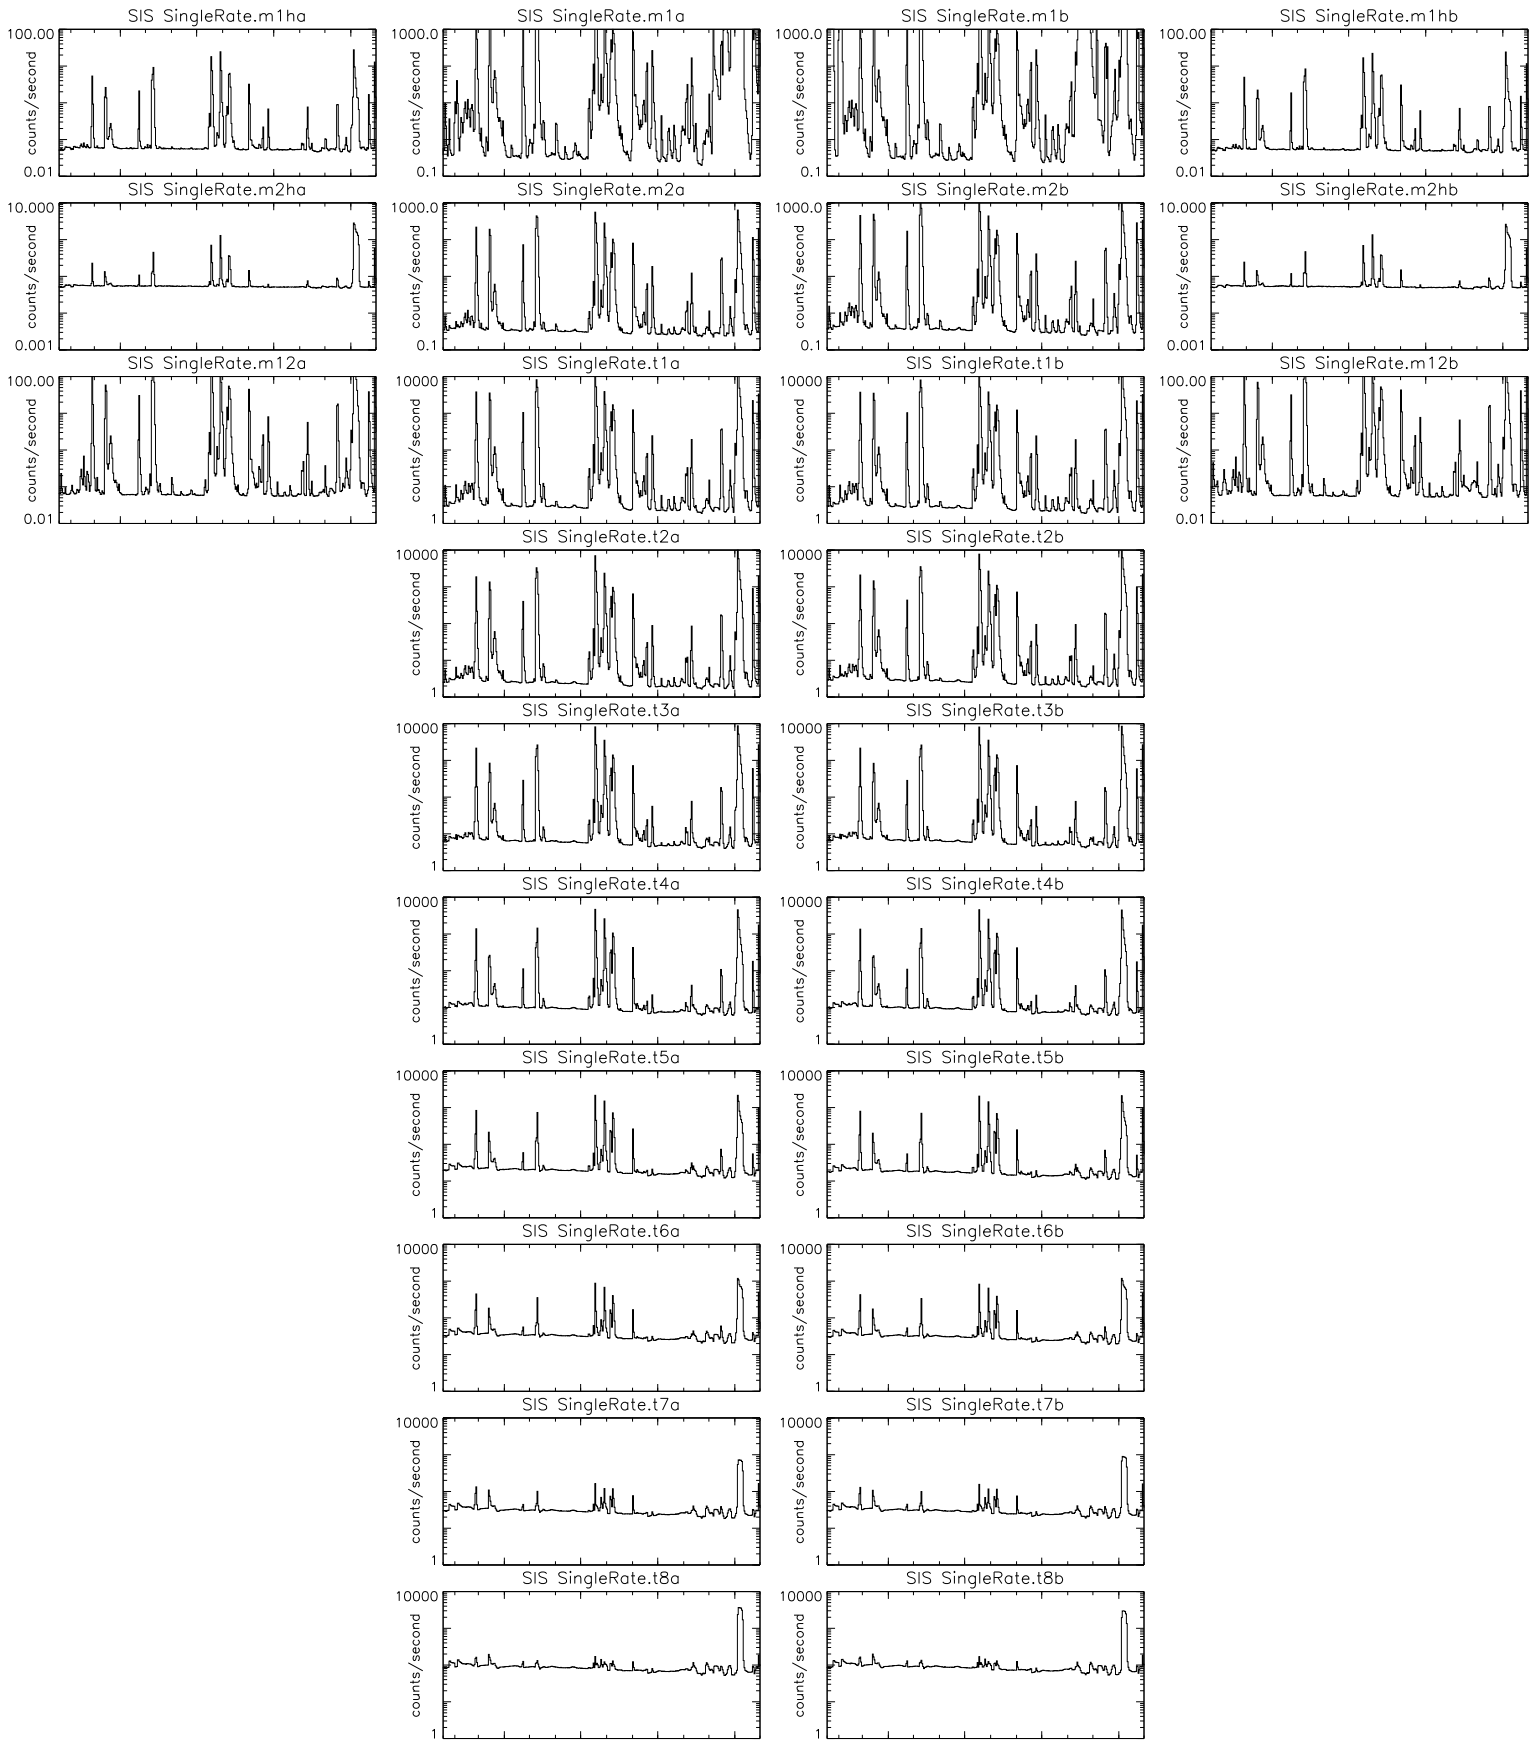 SIS SingleRate.m1ha
SIS SingleRate.m1a
SIS SingleRate.m1b
SIS SingleRate.m1hb
100.00
counts/second
0.01
1000.0
counts/second
0.1
1000.0
counts/second
0.1
100.00
counts/second
0.01
SIS SingleRate.m2ha
SIS SingleRate.m2a
SIS SingleRate.m2b
SIS SingleRate.m2hb
10.000
counts/second
0.001
1000.0
counts/second
0.1
1000.0
counts/second
0.1
10.000
counts/second
0.001
SIS SingleRate.m12a
SIS SingleRate.t1a
SIS SingleRate.t1b
SIS SingleRate.m12b
100.00
counts/second
0.01
10000
counts/second
1
10000
counts/second
1
100.00
counts/second
0.01
SIS SingleRate.t2a
SIS SingleRate.t2b
10000
counts/second
1
10000
counts/second
1
SIS SingleRate.t3a
SIS SingleRate.t3b
10000
counts/second
1
10000
counts/second
1
SIS SingleRate.t4a
SIS SingleRate.t4b
10000
counts/second
1
10000
counts/second
1
SIS SingleRate.t5a
SIS SingleRate.t5b
10000
counts/second
1
10000
counts/second
1
SIS SingleRate.t6a
SIS SingleRate.t6b
10000
counts/second
1
10000
counts/second
1
SIS SingleRate.t7a
SIS SingleRate.t7b
10000
counts/second
1
10000
counts/second
1
SIS SingleRate.t8a
SIS SingleRate.t8b
10000
counts/second
1
10000
counts/second
1